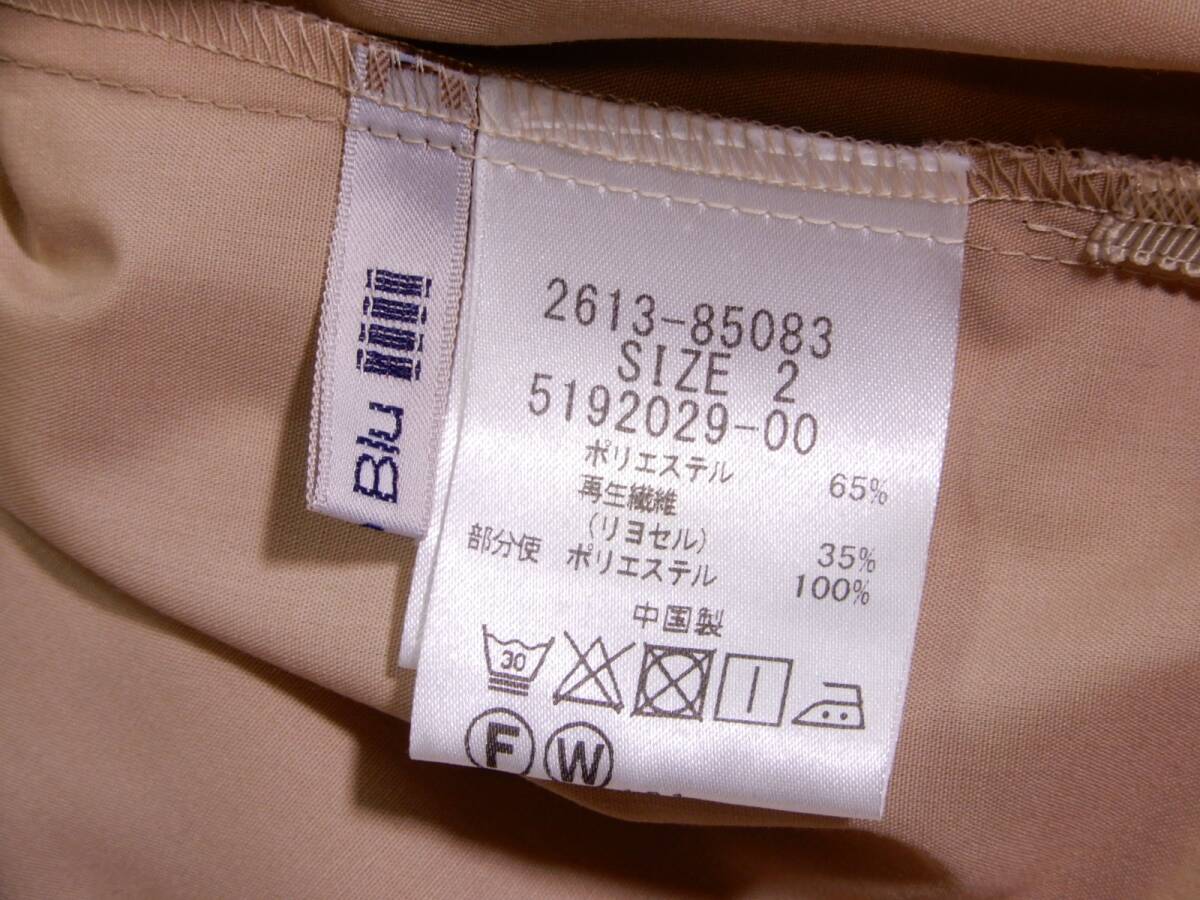 Blu
2613-85083
SIZE 2
5192029-00
ポリエステル 65%
再生繊維
(リヨセル) 35%
部分使 ポリエステル 100%
中国製
30
F W